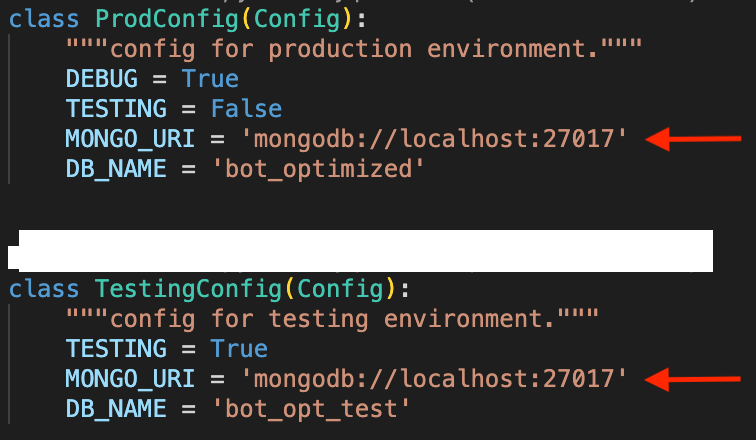 class ProdConfig(Config):
    """config for production environment."""
    DEBUG = True
    TESTING = False
    MONGO_URI = 'mongodb://localhost:27017'
    DB_NAME = 'bot_optimized'
class TestingConfig(Config):
    """config for testing environment."""
    TESTING = True
    MONGO_URI = 'mongodb://localhost:27017'
    DB_NAME = 'bot_opt_test'